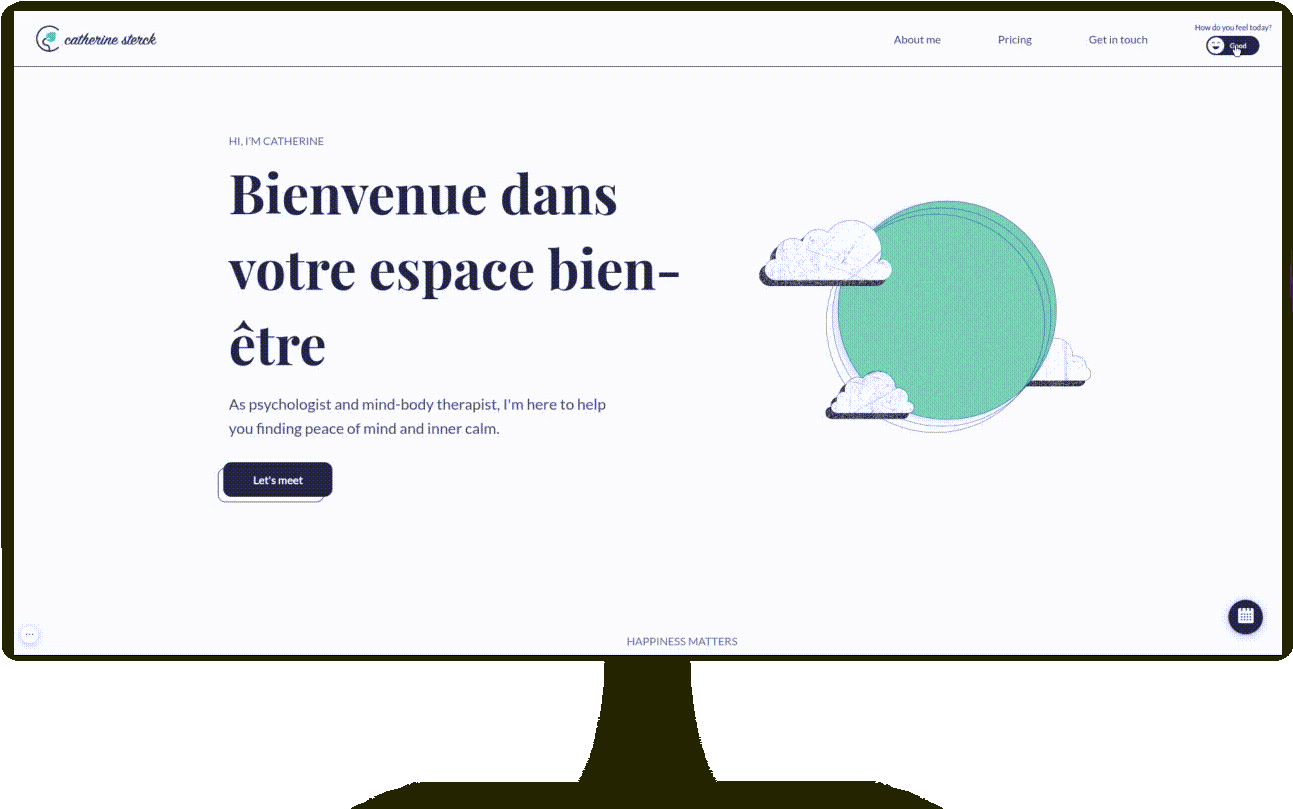 catherine sterck
About me
Pricing
Get in touch
How do you feel today?
Good
HI, I'M CATHERINE
Bienvenue dans
votre espace bien-
être
As psychologist and mind-body therapist, I'm here to help
you finding peace of mind and inner calm.
Let's meet
HAPPINESS MATTERS